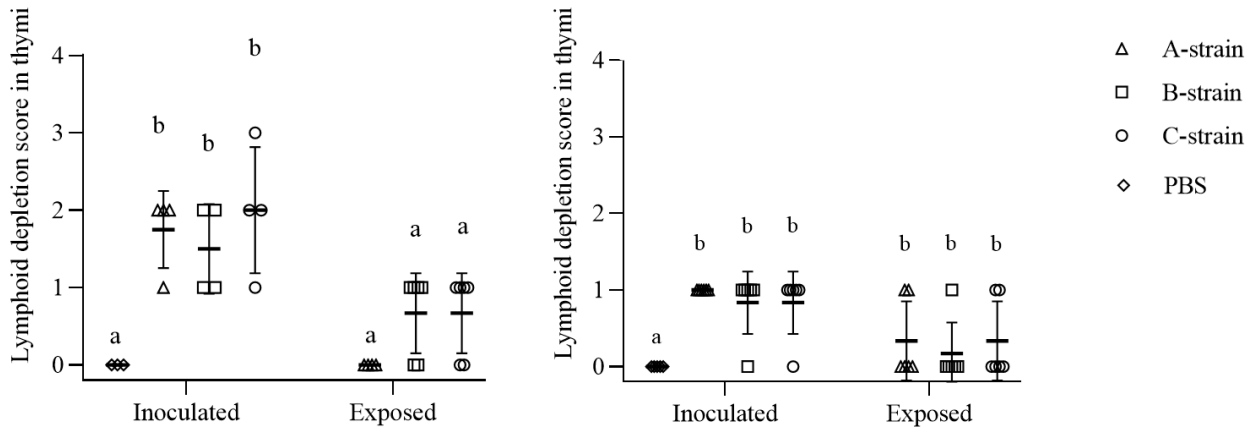 Lymphoid depletion score in thymi
4
3
2
1
0
a
b
b
b
a
a
a
Inoculated
Exposed
Lymphoid depletion score in thymi
4
3
2
1
0
a
b
b
b
b
b
b
Inoculated
Exposed
A-strain
B-strain
C-strain
PBS